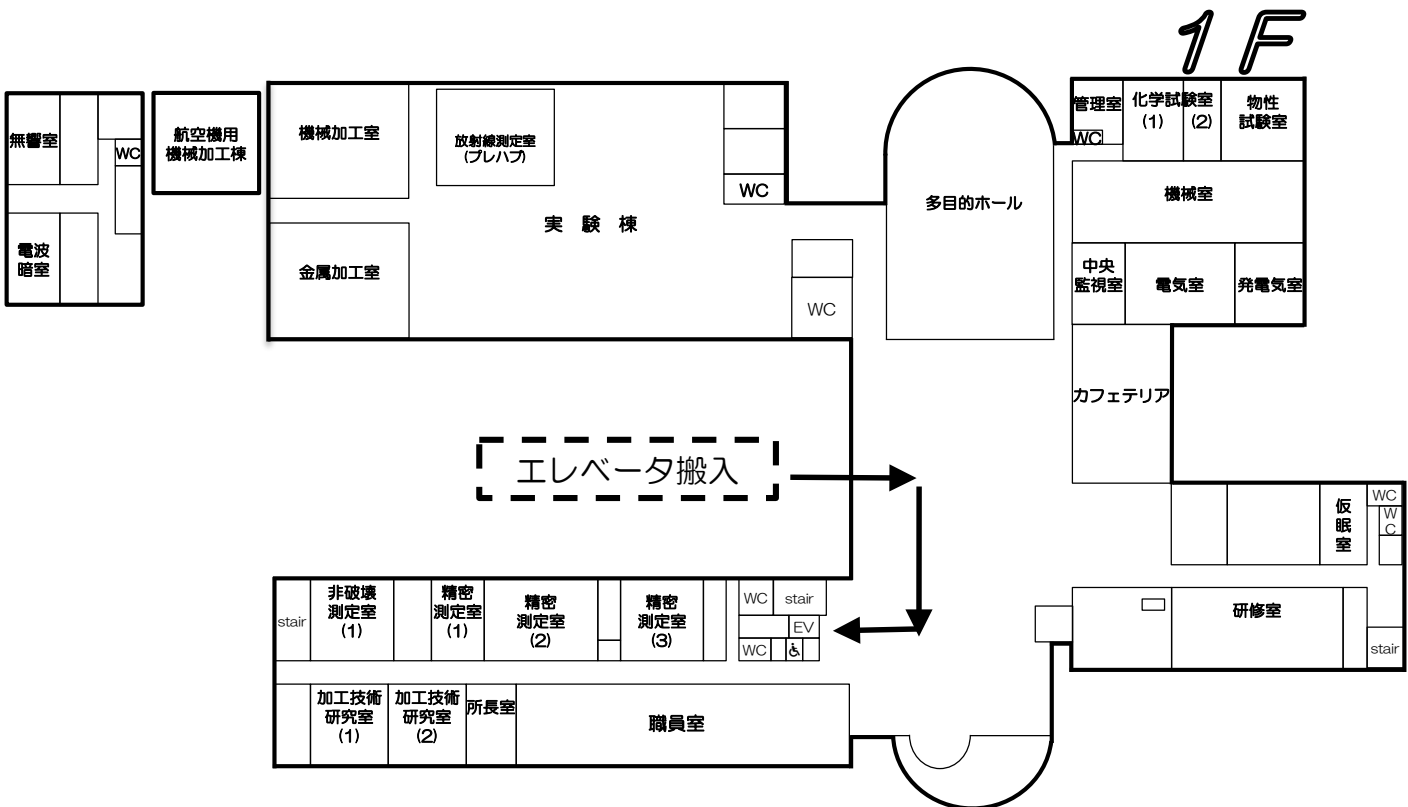 1F
無響室
WC
電波
暗室
航空機用
機械加工棟
機械加工室
放射線測定室
(プレハブ)
WC
実 験 棟
金属加工室
WC
多目的ホール
管理室
WC
化学試験室
(1)
(2)
物性
試験室
機械室
中央
監視室
電気室
発電気室
カフェテリア
エレベータ搬入
仮
眠
室
WC
W
C
研修室
stair
stair
非破壊
測定室
(1)
精密
測定室
(1)
精密
測定室
(2)
精密
測定室
(3)
WC
stair
EV
WC
加工技術
研究室
(1)
加工技術
研究室
(2)
所長室
職員室